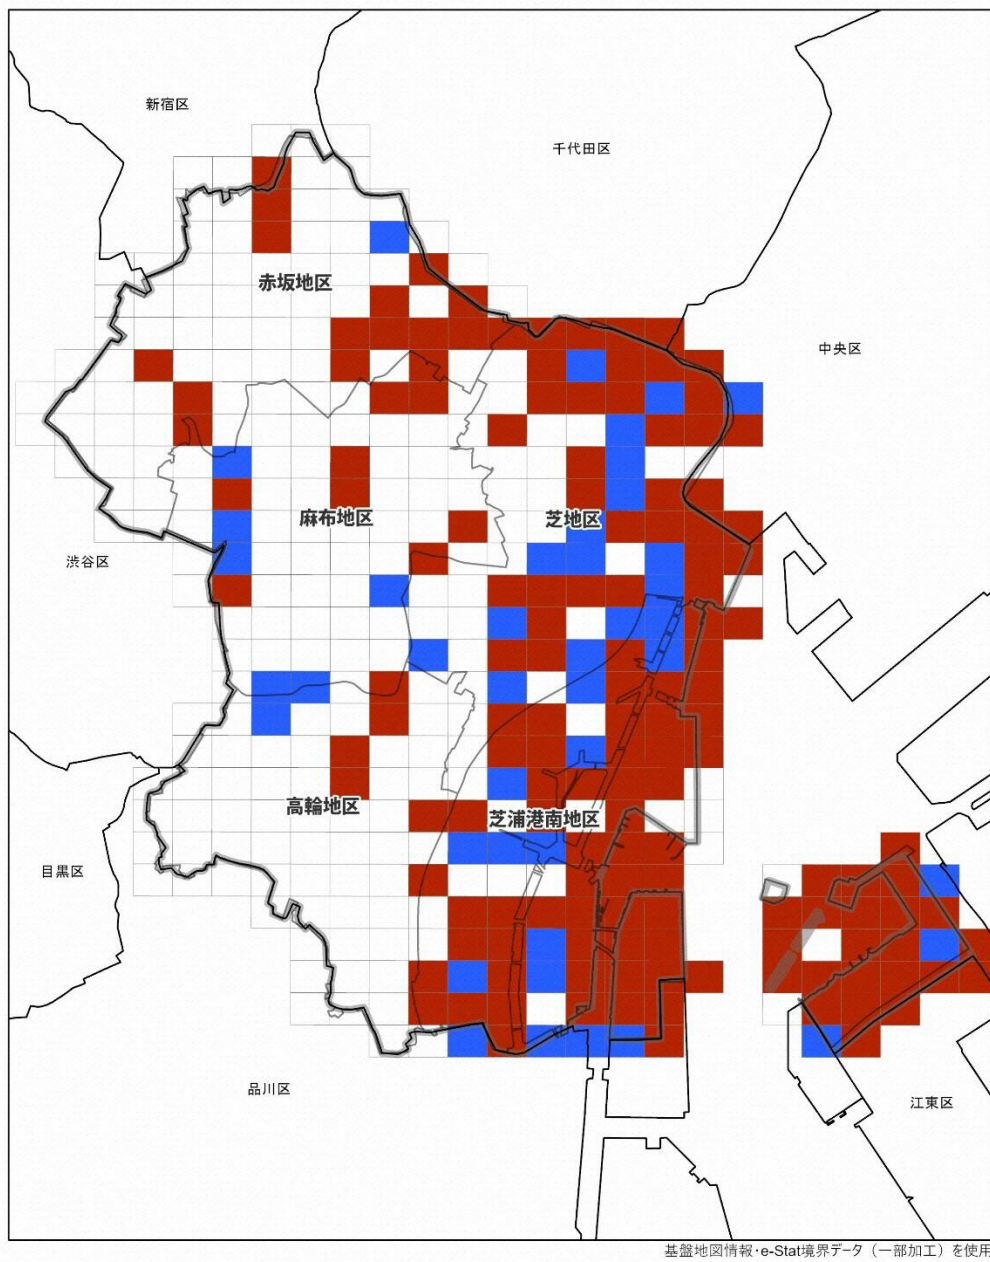 新宿区
千代田区
赤坂地区
中央区
麻布地区
芝地区
渋谷区
高輪地区
芝浦港南地区
目黒区
品川区
江東区
基盤地図情報・e-Stat境界データ（一部加工）を使用